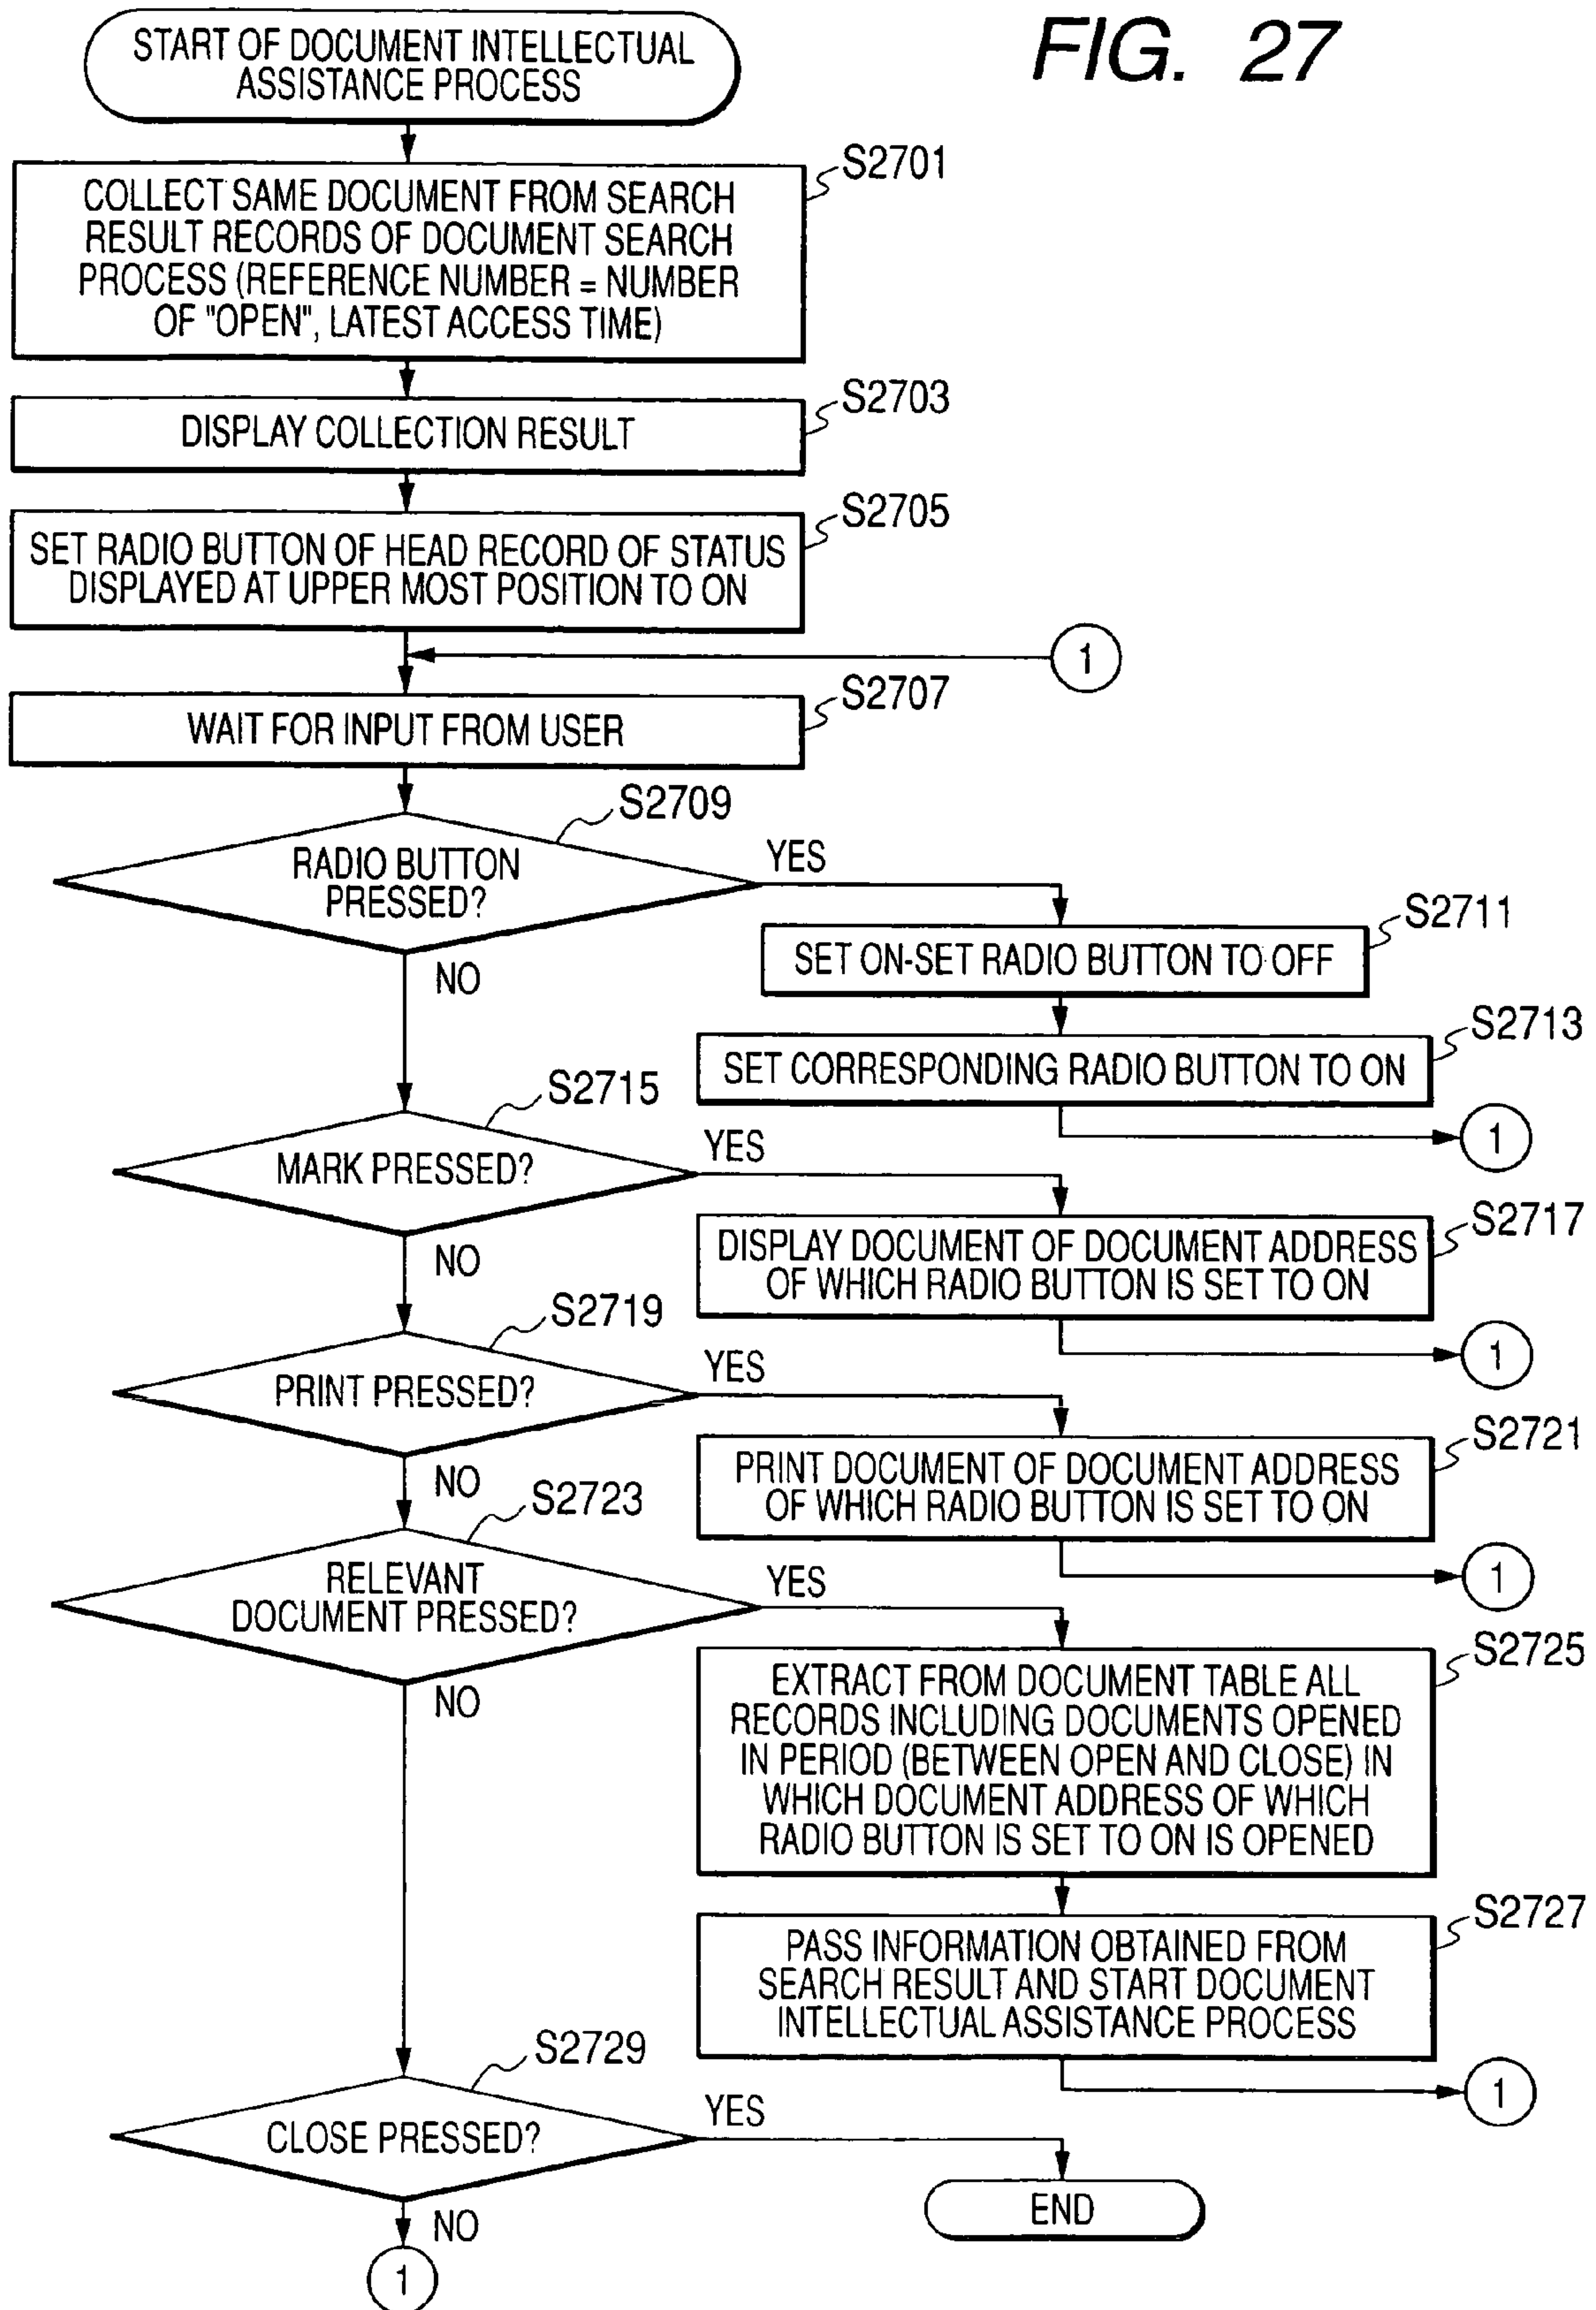 FIG. 27
START OF DOCUMENT INTELLECTUAL
ASSISTANCE PROCESS
S2701
COLLECT SAME DOCUMENT FROM SEARCH
RESULT RECORDS OF DOCUMENT SEARCH
PROCESS (REFERENCE NUMBER = NUMBER
OF "OPEN", LATEST ACCESS TIME)
S2703
DISPLAY COLLECTION RESULT
S2705
SET RADIO BUTTON OF HEAD RECORD OF STATUS
DISPLAYED AT UPPER MOST POSITION TO ON
1
S2707
WAIT FOR INPUT FROM USER
S2709
RADIO BUTTON
PRESSED?
YES
NO
S2711
SET ON-SET RADIO BUTTON TO OFF
S2713
SET CORRESPONDING RADIO BUTTON TO ON
1
S2715
MARK PRESSED?
YES
NO
S2717
DISPLAY DOCUMENT OF DOCUMENT ADDRESS
OF WHICH RADIO BUTTON IS SET TO ON
1
S2719
PRINT PRESSED?
YES
NO
S2721
PRINT DOCUMENT OF DOCUMENT ADDRESS
OF WHICH RADIO BUTTON IS SET TO ON
1
S2723
RELEVANT
DOCUMENT PRESSED?
YES
NO
S2725
EXTRACT FROM DOCUMENT TABLE ALL
RECORDS INCLUDING DOCUMENTS OPENED
IN PERIOD (BETWEEN OPEN AND CLOSE) IN
WHICH DOCUMENT ADDRESS OF WHICH
RADIO BUTTON IS SET TO ON IS OPENED
S2727
PASS INFORMATION OBTAINED FROM
SEARCH RESULT AND START DOCUMENT
INTELLECTUAL ASSISTANCE PROCESS
1
S2729
CLOSE PRESSED?
YES
NO
END
1